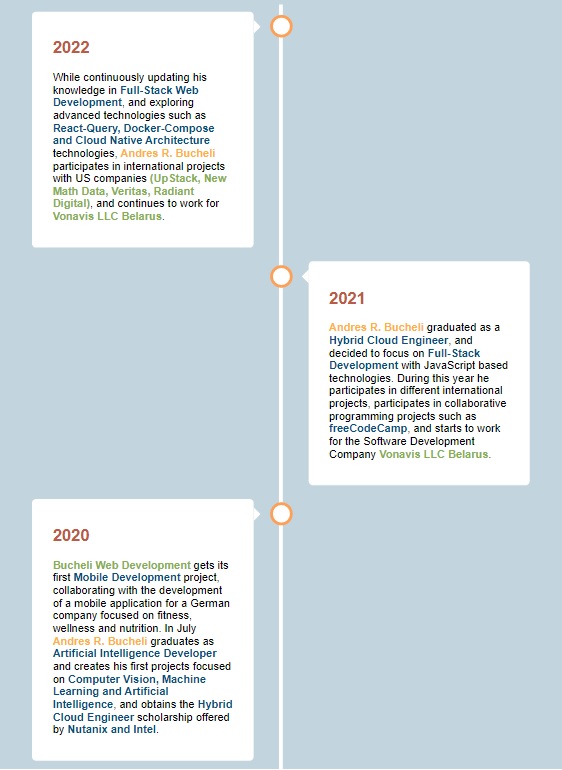 2022
While continuously updating his
knowledge in Full-Stack Web
Development, and exploring
advanced technologies such as
React-Query, Docker-Compose
and Cloud Native Architecture
technologies, Andres R. Bucheli
participates in international projects
with US companies (UpStack, New
Math Data, Veritas, Radiant
Digital), and continues to work for
Vonavis LLC Belarus.
2021
Andres R. Bucheli graduated as a
Hybrid Cloud Engineer, and
decided to focus on Full-Stack
Development with JavaScript based
technologies. During this year he
participates in different international
projects, participates in collaborative
programming projects such as
freeCodeCamp, and starts to work
for the Software Development
Company Vonavis LLC Belarus.
2020
Bucheli Web Development gets its
first Mobile Development project,
collaborating with the development
of a mobile application for a German
company focused on fitness,
wellness and nutrition. In July
Andres R. Bucheli graduates as
Artificial Intelligence Developer
and creates his first projects focused
on Computer Vision, Machine
Learning and Artificial
Intelligence, and obtains the Hybrid
Cloud Engineer scholarship offered
by Nutanix and Intel.